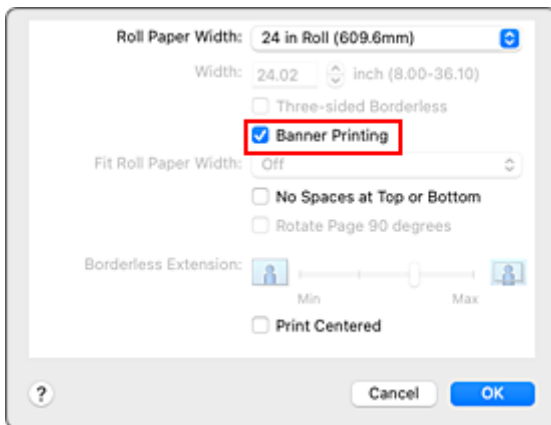 Roll Paper Width: 24 in Roll (609.6mm)
Width: 24.02 inch (8.00-36.10)
Three-sided Borderless
Banner Printing
Fit Roll Paper Width: Off
No Spaces at Top or Bottom
Rotate Page 90 degrees
Borderless Extension:
Min Max
Print Centered
? Cancel OK